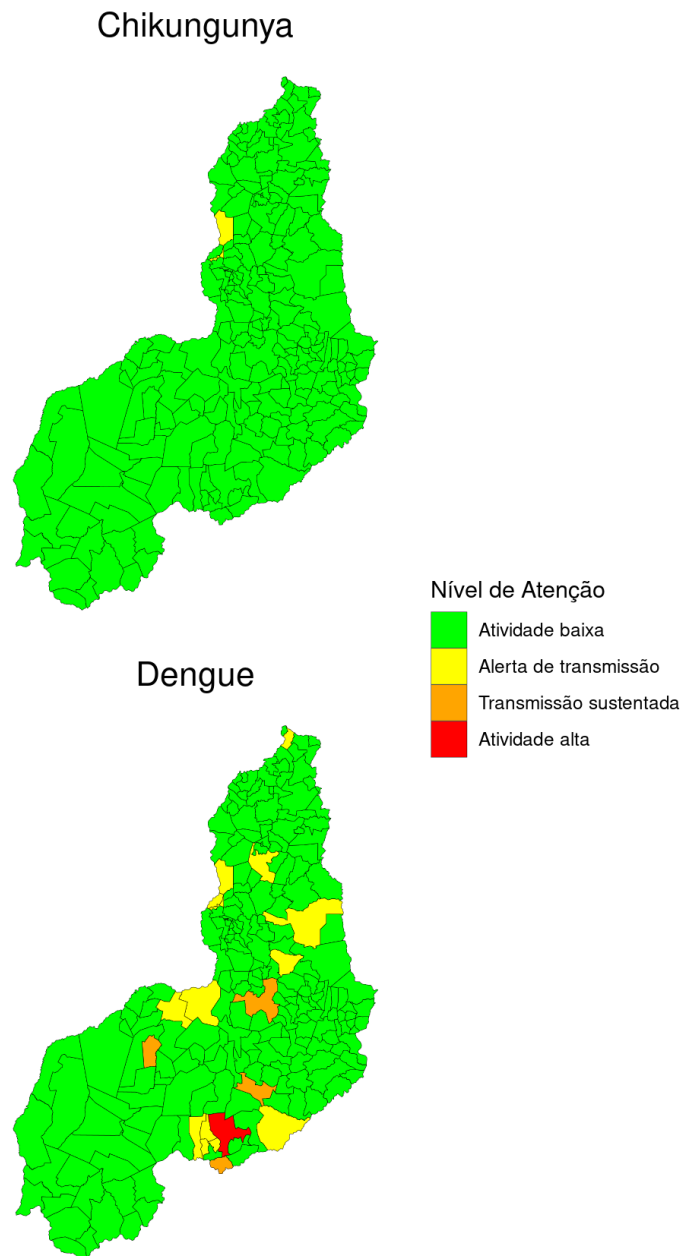 Chikungunya
Nível de Atenção
Atividade baixa
Alerta de transmissão
Transmissão sustentada
Atividade alta
Dengue